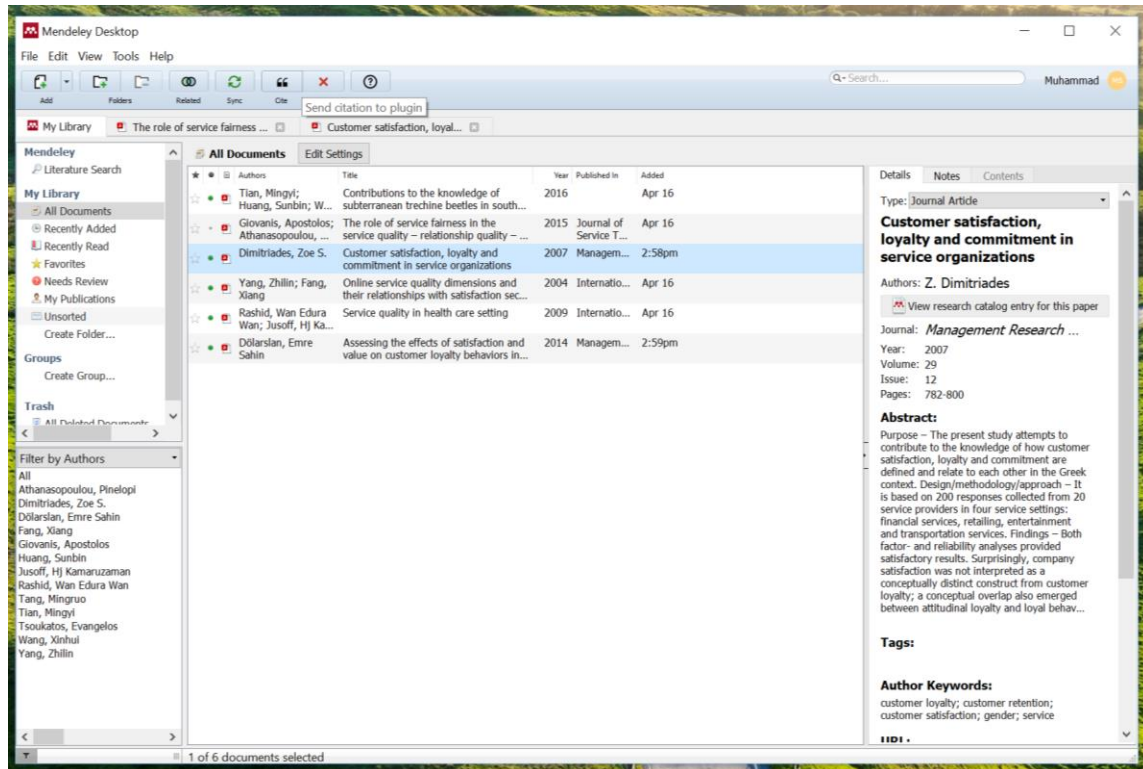 Mendeley Desktop
File Edit View Tools Help
Add Folders Related Sync Cite
Search... Muhammad
Send citation to plugin
My Library The role of service fairness ... Customer satisfaction, loyal...
Mendeley
Literature Search
My Library
All Documents
Recently Added
Recently Read
Favorites
Needs Review
My Publications
Unsorted
Create Folder...
Groups
Create Group...
Trash
All Deleted Documents
Filter by Authors
All
Athanasopoulou, Pinelopi
Dimitriades, Zoe S.
Dölarslan, Emre Sahin
Fang, Xiang
Giovanis, Apostolos
Huang, Sunbin
Jusoff, Hj Kamaruzaman
Rashid, Wan Edura Wan
Tang, Mingruo
Tian, Mingyi
Tsoukatos, Evangelos
Wang, Xinhui
Yang, Zhilin
All Documents Edit Settings
Authors Title Year Published In Added
Tian, Mingyi; Contributions to the knowledge of 2016 Apr 16
Huang, Sunbin; W... subterranean trechine beetles in south...
Giovanis, Apostolos; The role of service fairness in the 2015 Journal of Apr 16
Athanasopoulou, ... service quality – relationship quality – ... Service T...
Dimitriades, Zoe S. Customer satisfaction, loyalty and 2007 Managem... 2:58pm
commitment in service organizations
Yang, Zhilin; Fang, Online service quality dimensions and 2004 Internatio... Apr 16
Xiang their relationships with satisfaction sec...
Rashid, Wan Edura Service quality in health care setting 2009 Internatio... Apr 16
Wan; Jusoff, Hj Ka...
Dölarslan, Emre Assessing the effects of satisfaction and 2014 Managem... 2:59pm
Sahin value on customer loyalty behaviors in...
1 of 6 documents selected
Details Notes Contents
Type: Journal Article
Customer satisfaction,
loyalty and commitment in
service organizations
Authors: Z. Dimitriades
View research catalog entry for this paper
Journal: Management Research ...
Year: 2007
Volume: 29
Issue: 12
Pages: 782-800
Abstract:
Purpose – The present study attempts to
contribute to the knowledge of how customer
satisfaction, loyalty and commitment are
defined and relate to each other in the Greek
context. Design/methodology/approach – It
is based on 200 responses collected from 20
service providers in four service settings:
financial services, retailing, entertainment
and transportation services. Findings – Both
factor- and reliability analyses provided
satisfactory results. Surprisingly, company
satisfaction was not interpreted as a
conceptually distinct construct from customer
loyalty; a conceptual overlap also emerged
between attitudinal loyalty and loyal behav...
Tags:
Author Keywords:
customer loyalty; customer retention;
customer satisfaction; gender; service
URL: